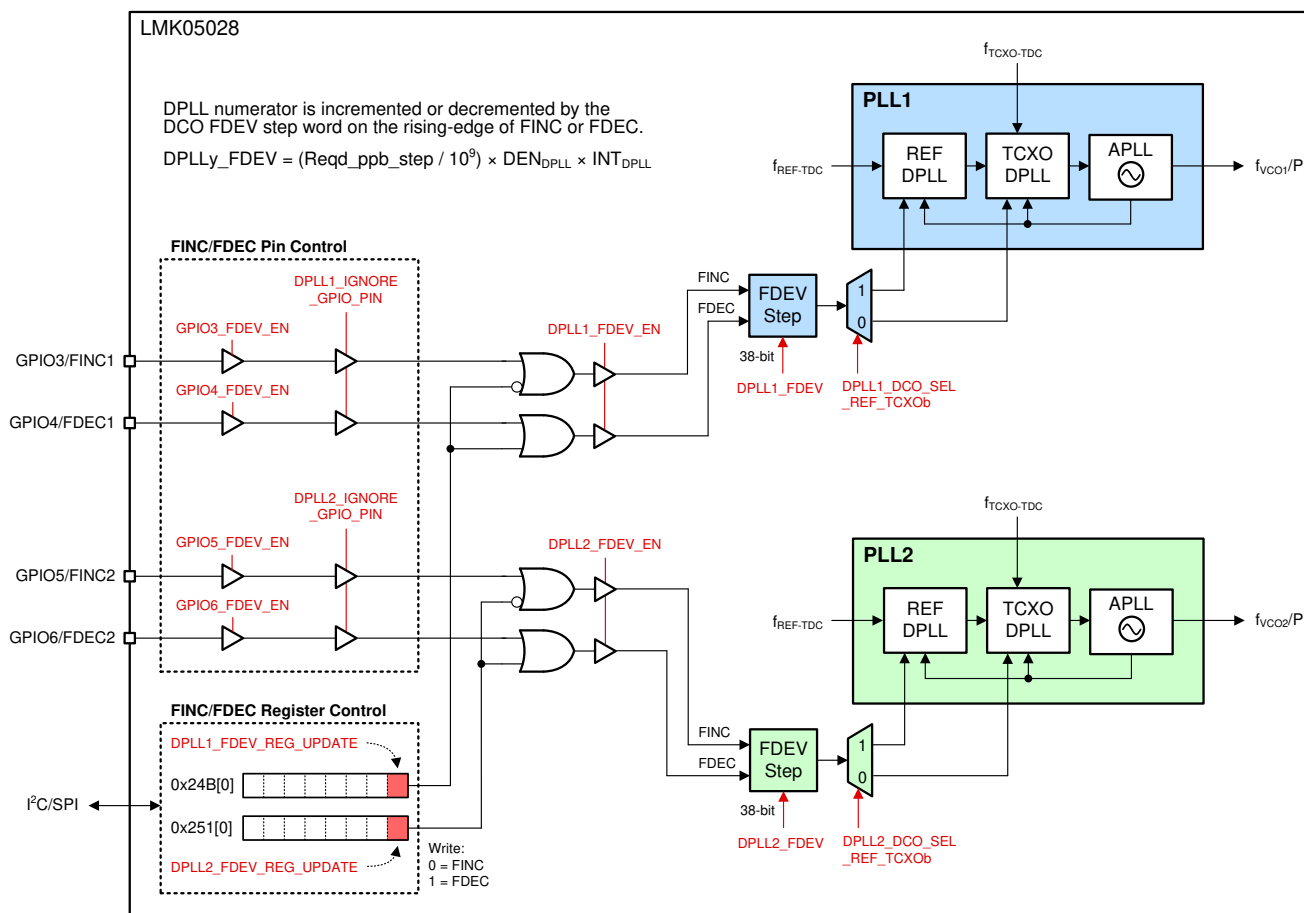 LMK05028
DPLL numerator is incremented or decremented by the
DCO FDEV step word on the rising-edge of FINC or FDEC.
DPLLy_FDEV = (Reqd_ppb_step / 10⁹) × DEN_DPLL × INT_DPLL
f_TCXO-TDC
PLL1
f_REF-TDC
REF
DPLL
TCXO
DPLL
APLL
f_VCO1/P
FINC/FDEC Pin Control
DPLL1_IGNORE
_GPIO_PIN
GPIO3_FDEV_EN
GPIO3/FINC1
GPIO4_FDEV_EN
GPIO4/FDEC1
DPLL1_FDEV_EN
FINC
FDEC
FDEV
Step
38-bit
DPLL1_FDEV
1
0
DPLL1_DCO_SEL
_REF_TCXOb
DPLL2_IGNORE
_GPIO_PIN
GPIO5_FDEV_EN
GPIO5/FINC2
GPIO6_FDEV_EN
GPIO6/FDEC2
DPLL2_FDEV_EN
f_TCXO-TDC
PLL2
f_REF-TDC
REF
DPLL
TCXO
DPLL
APLL
f_VCO2/P
FINC
FDEC
FDEV
Step
38-bit
DPLL2_FDEV
1
0
DPLL2_DCO_SEL
_REF_TCXOb
FINC/FDEC Register Control
DPLL1_FDEV_REG_UPDATE
0x24B[0]
I²C/SPI
0x251[0]
DPLL2_FDEV_REG_UPDATE
Write:
0 = FINC
1 = FDEC